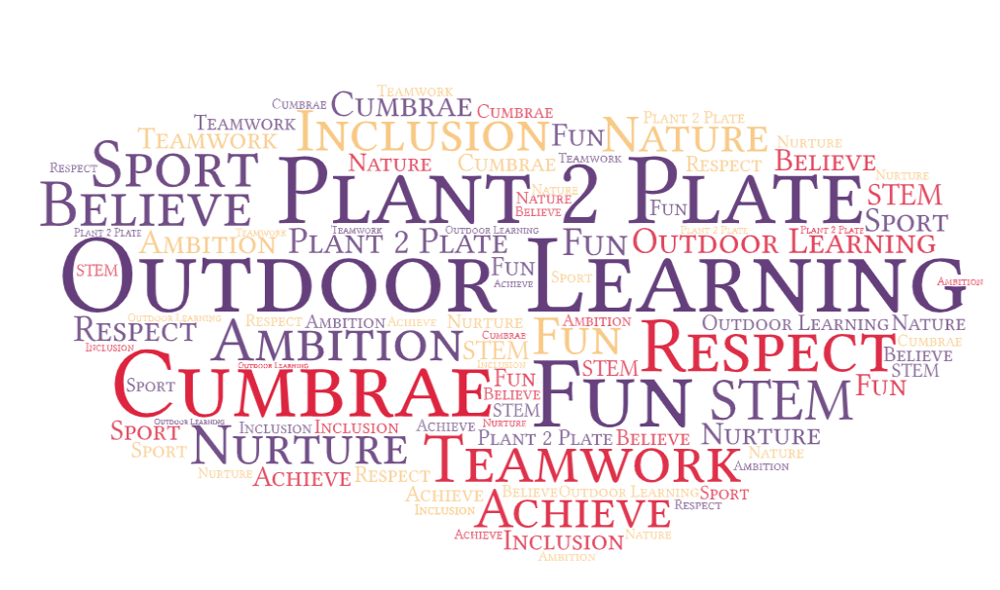 Teamwork
Cumbrae Cumbrae Cumbrae
Teamwork Inclusion Fun Nature Plant 2 Plate
Teamwork Nurture
Respect Sport Nature Cumbrae Teamwork Respect Believe Nurture
Believe Plant 2 Plate STEM
Nature
Nature Fun
Believe Sport
Plant 2 Plate Teamwork Teamwork Outdoor Learning Plant 2 Plate Plant 2 Plate
Ambition Plant 2 Plate Fun Outdoor Learning
STEM Outdoor Learning Fun Sport Ambition
Achieve
Outdoor Learning Respect Ambition Achieve Nurture Ambition Outdoor Learning Nature
Respect Cumbrae Fun Respect Cumbrae
Inclusion Ambition STEM Believe
Outdoor Learning Inclusion STEM STEM
Sport Cumbrae Fun Fun STEM Fun
Believe
STEM
Outdoor Learning Nurture
Sport Inclusion Inclusion Achieve Plant 2 Plate Believe Nurture
Sport Nurture Teamwork Nature
Nurture Achieve Respect Ambition
Achieve Believe Outdoor Learning Sport
Inclusion Achieve Respect
Achieve Inclusion Nature
Ambition